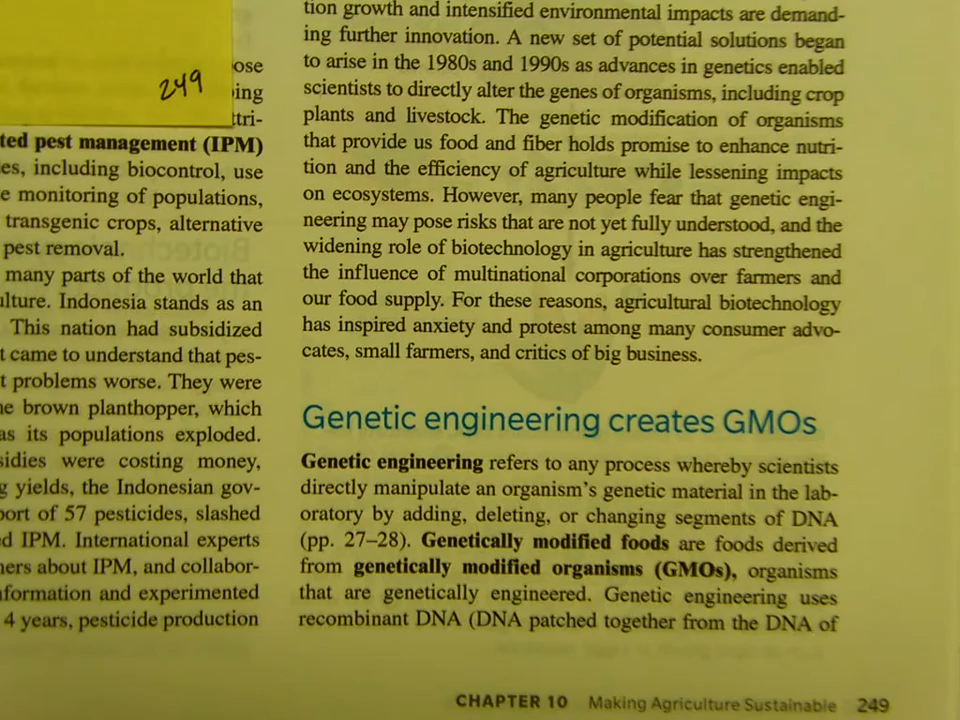 249
ose
ing
ttri-
ted pest management (IPM)
es, including biocontrol, use
e monitoring of populations,
transgenic crops, alternative
pest removal.
many parts of the world that
ulture. Indonesia stands as an
This nation had subsidized
t came to understand that pes-
t problems worse. They were
e brown planthopper, which
as its populations exploded.
sidies were costing money,
g yields, the Indonesian gov-
port of 57 pesticides, slashed
d IPM. International experts
ners about IPM, and collabor-
nformation and experimented
4 years, pesticide production
tion growth and intensified environmental impacts are demand-
ing further innovation. A new set of potential solutions began
to arise in the 1980s and 1990s as advances in genetics enabled
scientists to directly alter the genes of organisms, including crop
plants and livestock. The genetic modification of organisms
that provide us food and fiber holds promise to enhance nutri-
tion and the efficiency of agriculture while lessening impacts
on ecosystems. However, many people fear that genetic engi-
neering may pose risks that are not yet fully understood, and the
widening role of biotechnology in agriculture has strengthened
the influence of multinational corporations over farmers and
our food supply. For these reasons, agricultural biotechnology
has inspired anxiety and protest among many consumer advo-
cates, small farmers, and critics of big business.
Genetic engineering creates GMOs
Genetic engineering refers to any process whereby scientists
directly manipulate an organism's genetic material in the lab-
oratory by adding, deleting, or changing segments of DNA
(pp. 27–28). Genetically modified foods are foods derived
from genetically modified organisms (GMOs), organisms
that are genetically engineered. Genetic engineering uses
recombinant DNA (DNA patched together from the DNA of
CHAPTER 10 Making Agriculture Sustainable 249